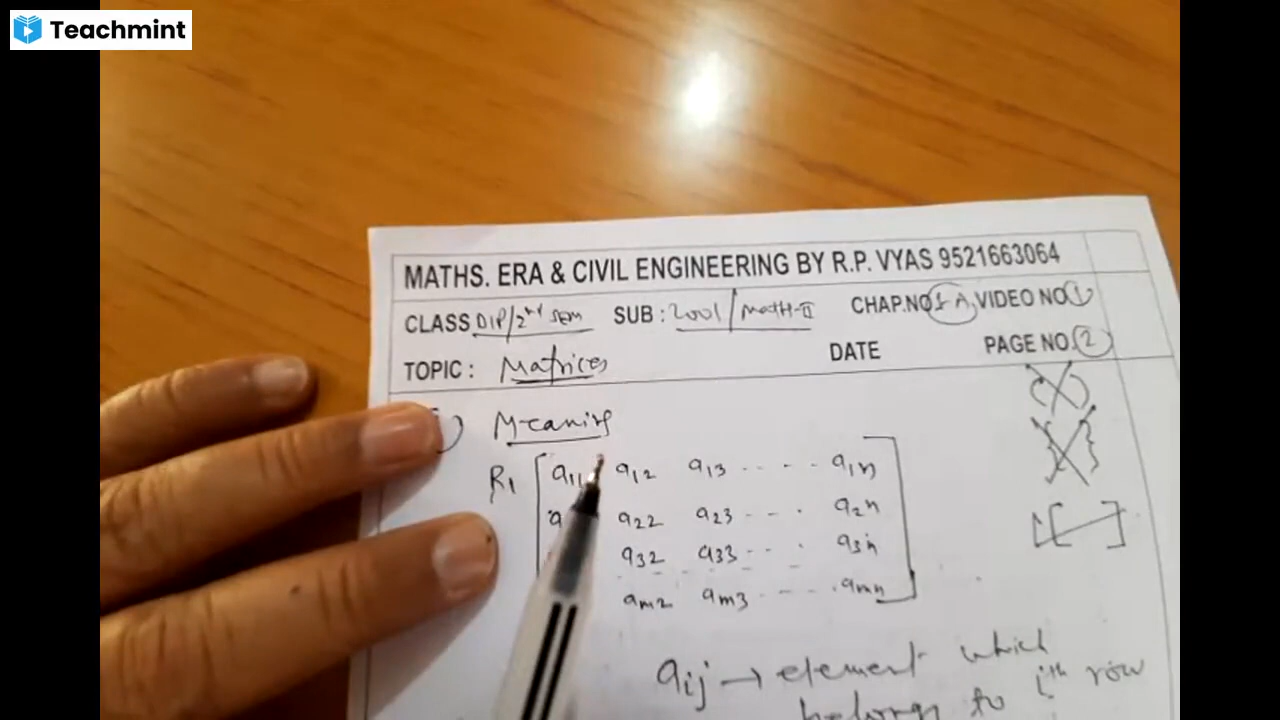 Teachmint
MATHS. ERA & CIVIL ENGINEERING BY R.P. VYAS 9521663064
CLASS DIP/2nd sem SUB : 2001/Math-II CHAP.NO 1-A, VIDEO NO 1
TOPIC : Matrices DATE PAGE NO. 2
Meaning
R1 a11 a12 a13 .... a1n
a a22 a23 ... a2n
a32 a33 ... a3n
am2 am3 .... amn
aij → element which
belongs to ith row